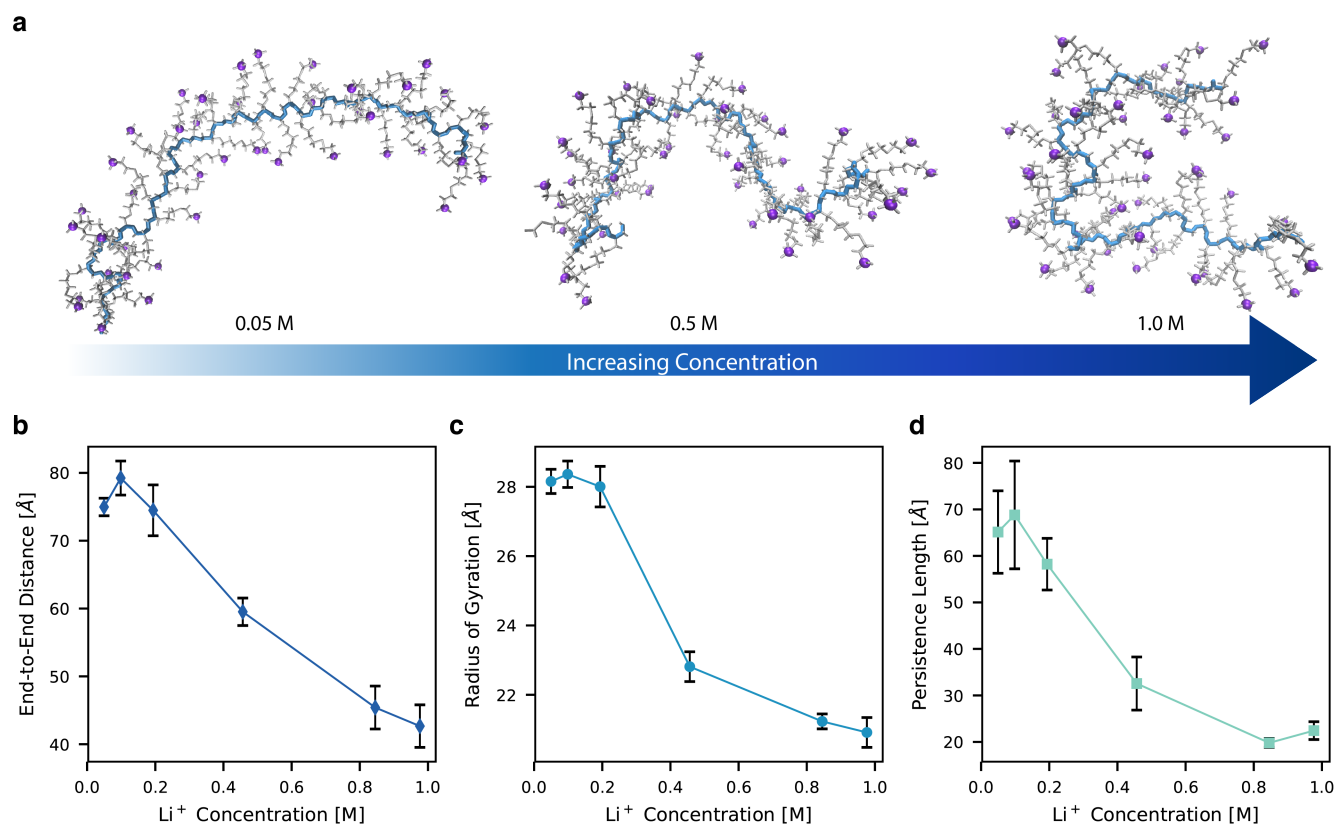 a
0.05 M
0.5 M
1.0 M
Increasing Concentration
b
End-to-End Distance [Å]
80
70
60
50
40
0.0 0.2 0.4 0.6 0.8 1.0
Li⁺ Concentration [M]
c
Radius of Gyration [Å]
28
26
24
22
0.0 0.2 0.4 0.6 0.8 1.0
Li⁺ Concentration [M]
d
Persistence Length [Å]
80
70
60
50
40
30
20
0.0 0.2 0.4 0.6 0.8 1.0
Li⁺ Concentration [M]